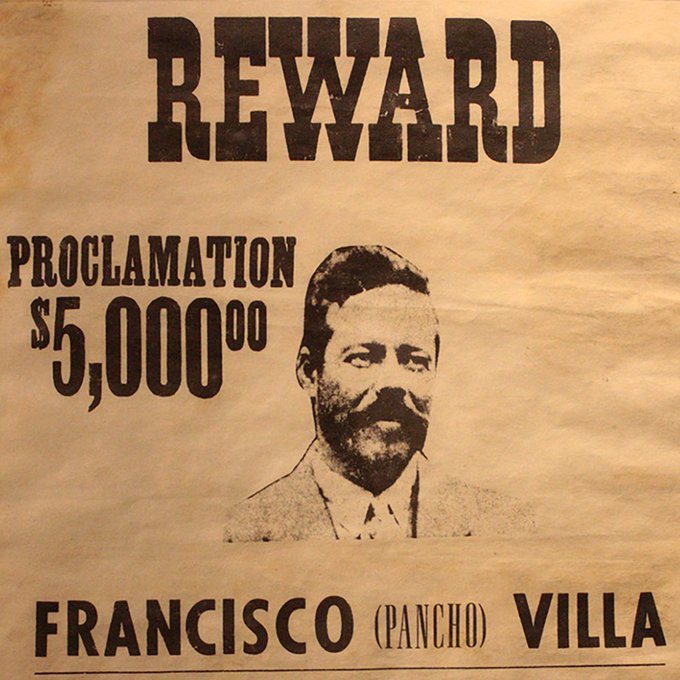 REWARD
PROCLAMATION
$5,000.00
FRANCISCO (PANCHO) VILLA